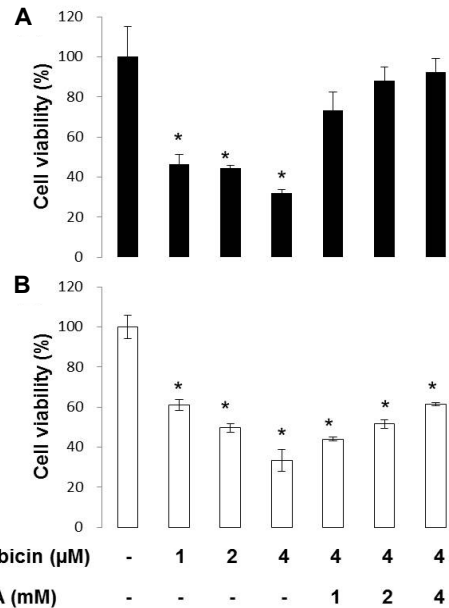 A
120
100
80
60
40
20
0
Cell viability (%)
* * *
B
120
100
80
60
40
20
0
Cell viability (%)
* * * * * *
bicin (µM) - 1 2 4 4 4 4
A (mM) - - - - 1 2 4